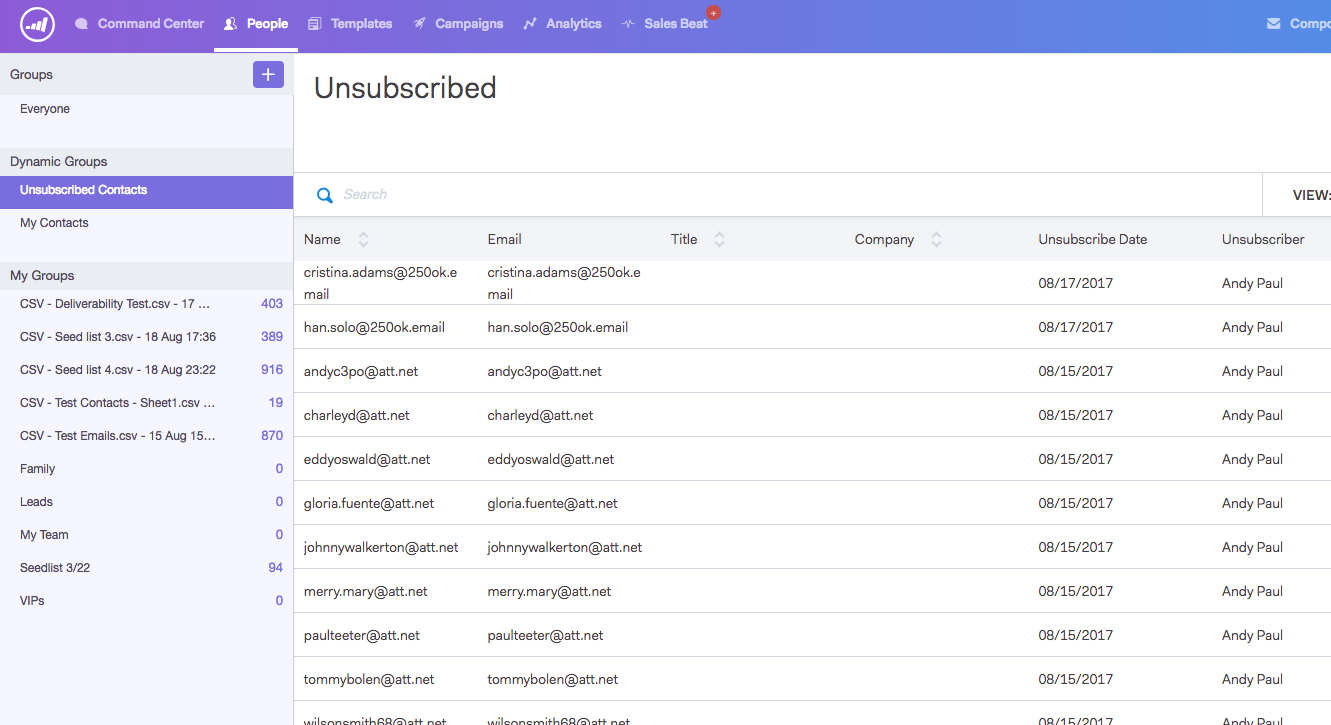 Command Center People Templates Campaigns Analytics Sales Beat + Compo
Groups +
Everyone
Dynamic Groups
Unsubscribed Contacts
My Contacts
My Groups
CSV - Deliverability Test.csv - 17 ... 403
CSV - Seed list 3.csv - 18 Aug 17:36 389
CSV - Seed list 4.csv - 18 Aug 23:22 916
CSV - Test Contacts - Sheet1.csv ... 19
CSV - Test Emails.csv - 15 Aug 15... 870
Family 0
Leads 0
My Team 0
Seedlist 3/22 94
VIPs 0
Unsubscribed
Search VIEW:
Name Email Title Company Unsubscribe Date Unsubscriber
cristina.adams@250ok.e cristina.adams@250ok.e
mail mail 08/17/2017 Andy Paul
han.solo@250ok.email han.solo@250ok.email 08/17/2017 Andy Paul
andyc3po@att.net andyc3po@att.net 08/15/2017 Andy Paul
charleyd@att.net charleyd@att.net 08/15/2017 Andy Paul
eddyoswald@att.net eddyoswald@att.net 08/15/2017 Andy Paul
gloria.fuente@att.net gloria.fuente@att.net 08/15/2017 Andy Paul
johnnywalkerton@att.net johnnywalkerton@att.net 08/15/2017 Andy Paul
merry.mary@att.net merry.mary@att.net 08/15/2017 Andy Paul
paulteeter@att.net paulteeter@att.net 08/15/2017 Andy Paul
tommybolen@att.net tommybolen@att.net 08/15/2017 Andy Paul
wilsonsmith68@att.net wilsonsmith68@att.net 08/15/2017 Andy Paul